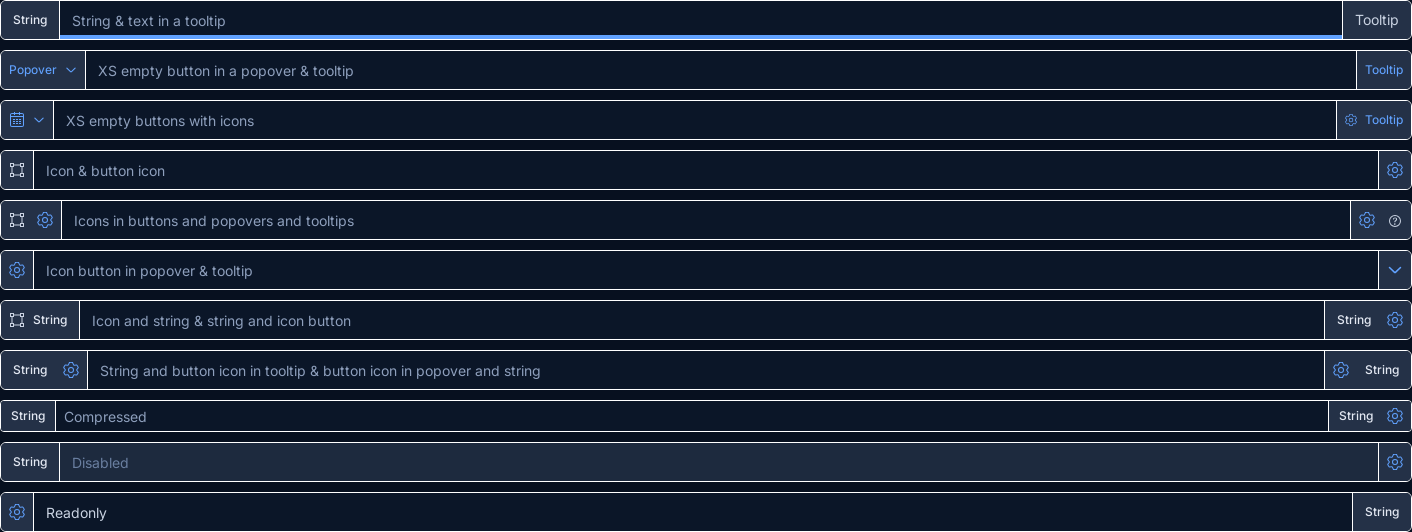 String String & text in a tooltip Tooltip
Popover XS empty button in a popover & tooltip Tooltip
XS empty buttons with icons Tooltip
Icon & button icon
Icons in buttons and popovers and tooltips
Icon button in popover & tooltip
String Icon and string & string and icon button String
String String and button icon in tooltip & button icon in popover and string String
String Compressed String
String Disabled
Readonly String